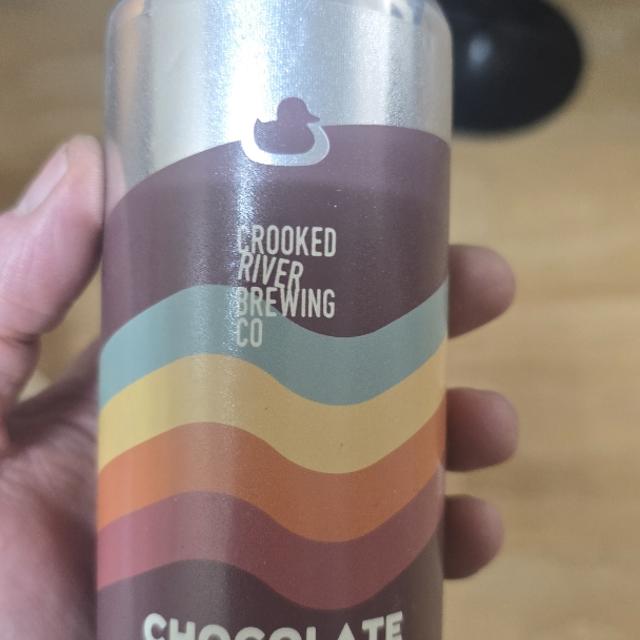 CROOKED
RIVER
BREWING
CO
CHOCOLATE